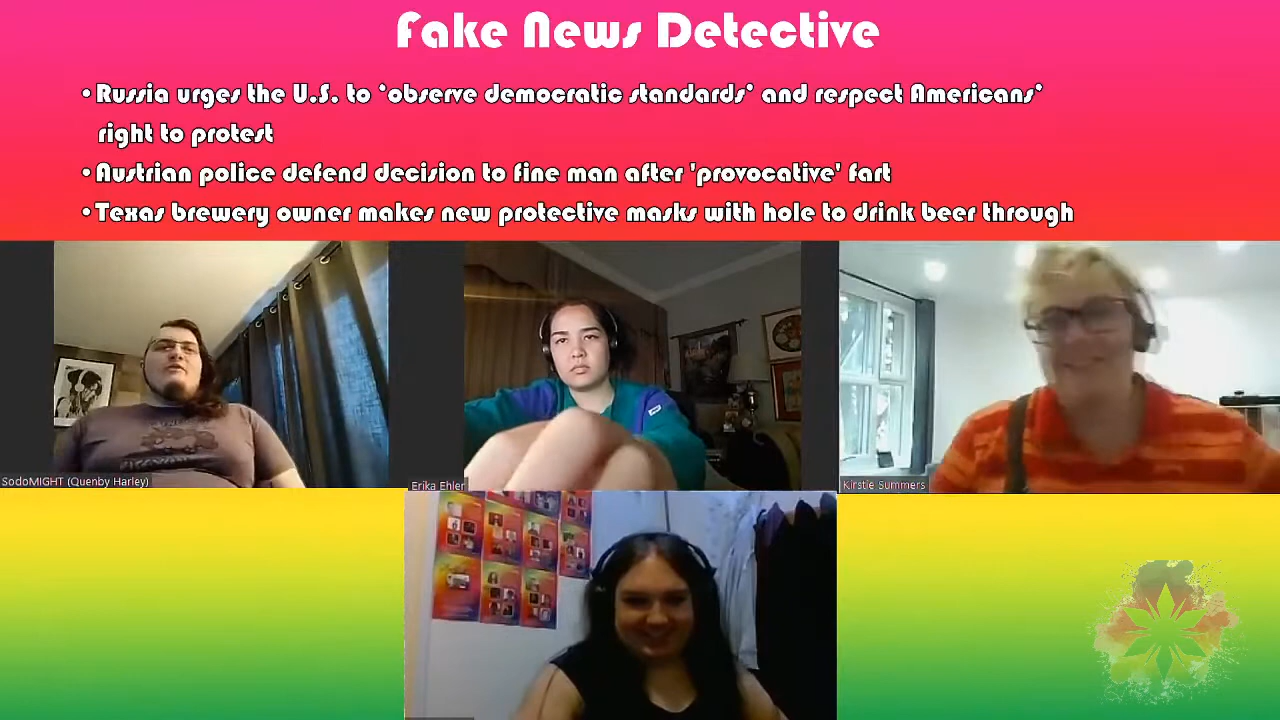 Fake News Detective
• Russia urges the U.S. to 'observe democratic standards' and respect Americans'
right to protest
• Austrian police defend decision to fine man after 'provocative' fart
• Texas brewery owner makes new protective masks with hole to drink beer through
SodoMIGHT (Quenby Harley)
Erika Ehler
Kirstie Summers